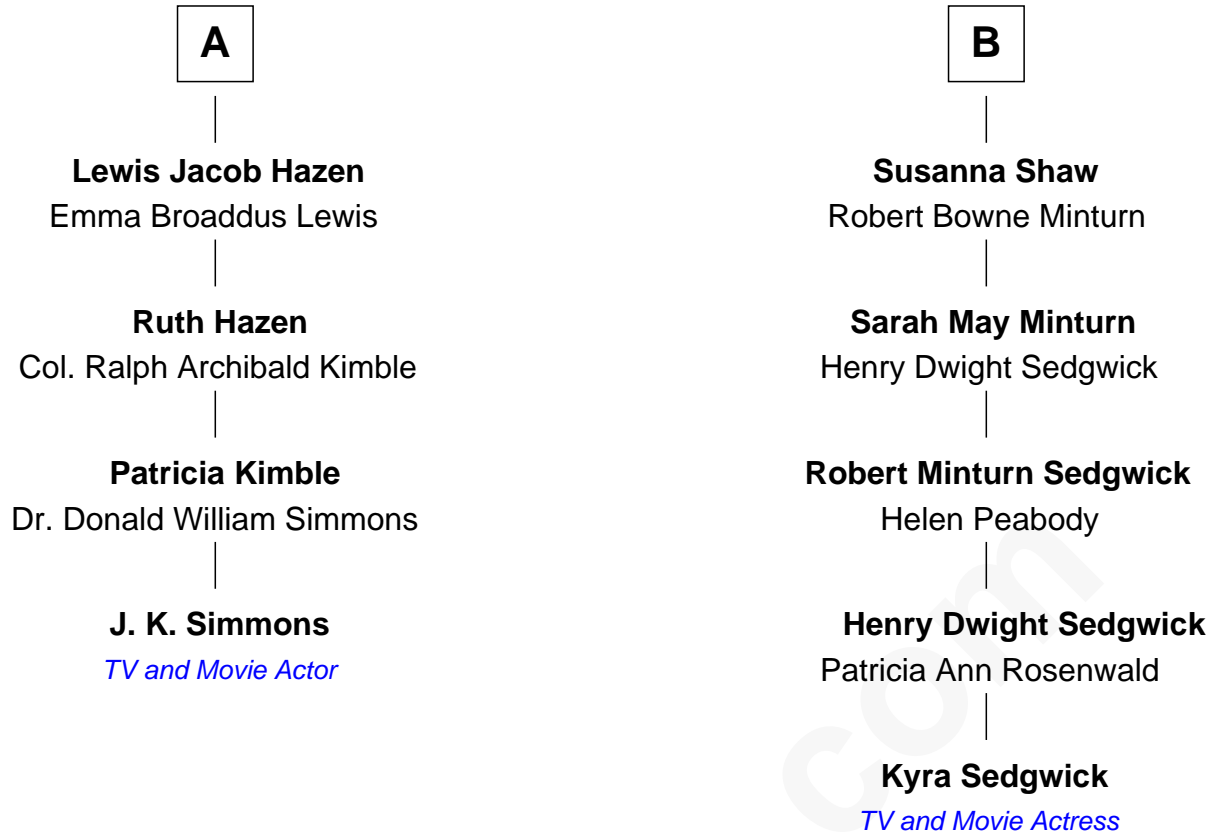 A
Lewis Jacob Hazen
Emma Broaddus Lewis
Ruth Hazen
Col. Ralph Archibald Kimble
Patricia Kimble
Dr. Donald William Simmons
J. K. Simmons
TV and Movie Actor
B
Susanna Shaw
Robert Bowne Minturn
Sarah May Minturn
Henry Dwight Sedgwick
Robert Minturn Sedgwick
Helen Peabody
Henry Dwight Sedgwick
Patricia Ann Rosenwald
Kyra Sedgwick
TV and Movie Actress
com